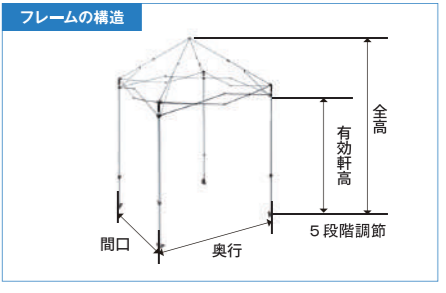 フレームの構造
全高
有効軒高
5段階調節
間口
奥行